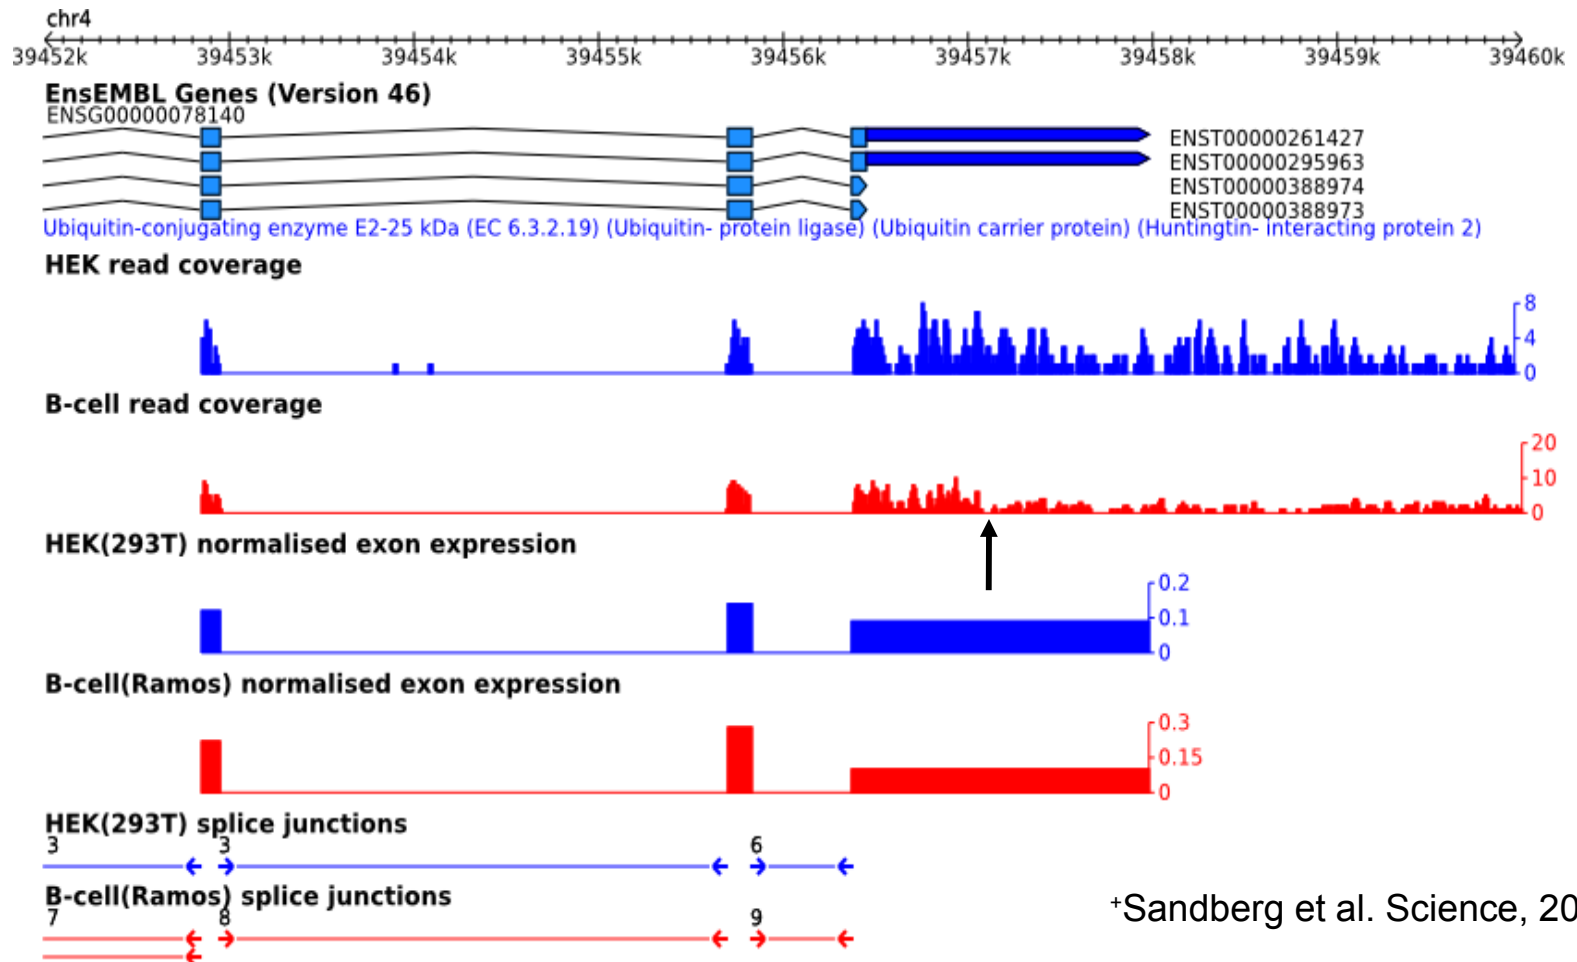 chr4
39452k 39453k 39454k 39455k 39456k 39457k 39458k 39459k 39460k
EnsEMBL Genes (Version 46)
ENSG00000078140
ENST00000261427
ENST00000295963
ENST00000388974
ENST00000388973
Ubiquitin-conjugating enzyme E2-25 kDa (EC 6.3.2.19) (Ubiquitin- protein ligase) (Ubiquitin carrier protein) (Huntingtin- interacting protein 2)
HEK read coverage
8
4
0
B-cell read coverage
20
10
0
HEK(293T) normalised exon expression
0.2
0.1
0
B-cell(Ramos) normalised exon expression
0.3
0.15
0
HEK(293T) splice junctions
3 3 6
B-cell(Ramos) splice junctions
7 8 9
+Sandberg et al. Science, 20